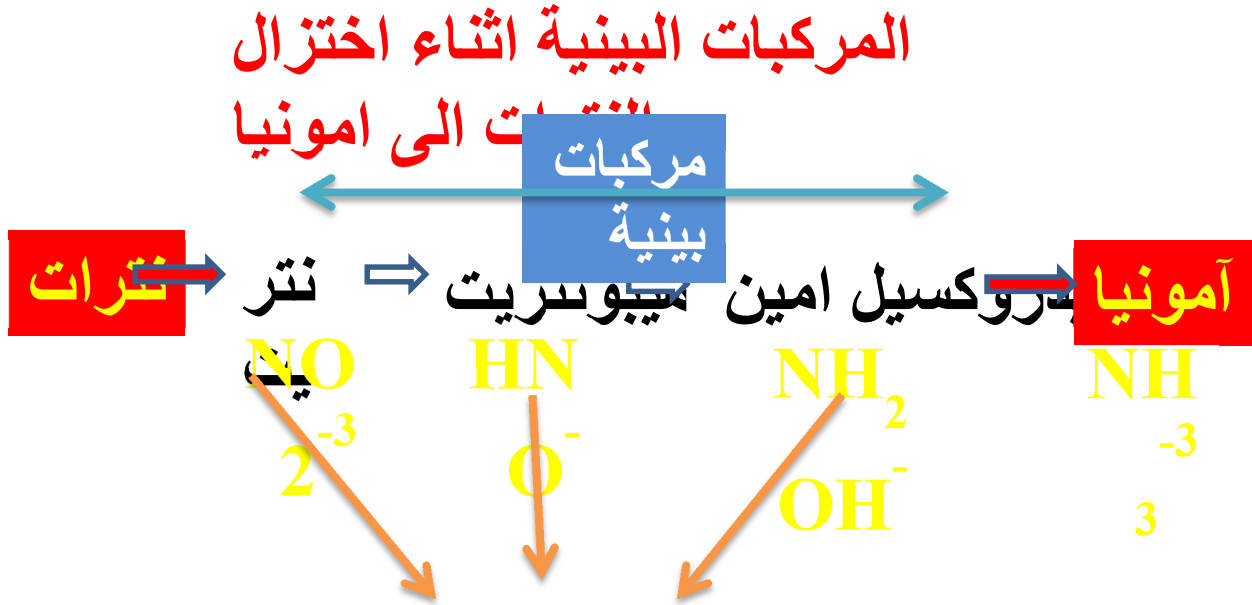 المركبات البينية اثناء اختزال
الى امونيا
مركبات
بينية
نترات
نتر
يت
امين
آمونيا
NO
2
-3
HN
O
-
NH
2
OH
-
NH
-3
3